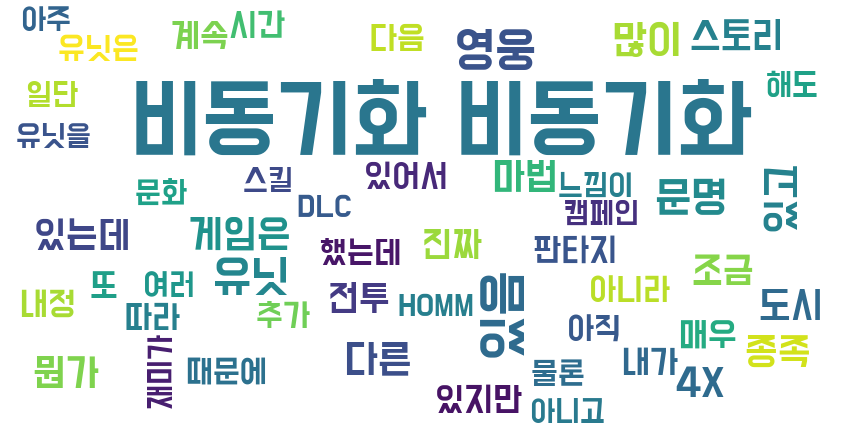 아주
유닛은
계속
시간
다음
영웅
많이
스토리
일단
비동기화 비동기화
해도
유닛을
문화
스킬
있어서
마법
느낌이
문명
있고
DLC
캠페인
있는데
게임은
했는데
진짜
판타지
조금
내정
또
여러
유닛
전투
HOMM
있음
아니라
도시
따라
추가
아직
매우
종족
뭔가
재미가
때문에
다른
물론
내가
4X
있지만
아니고